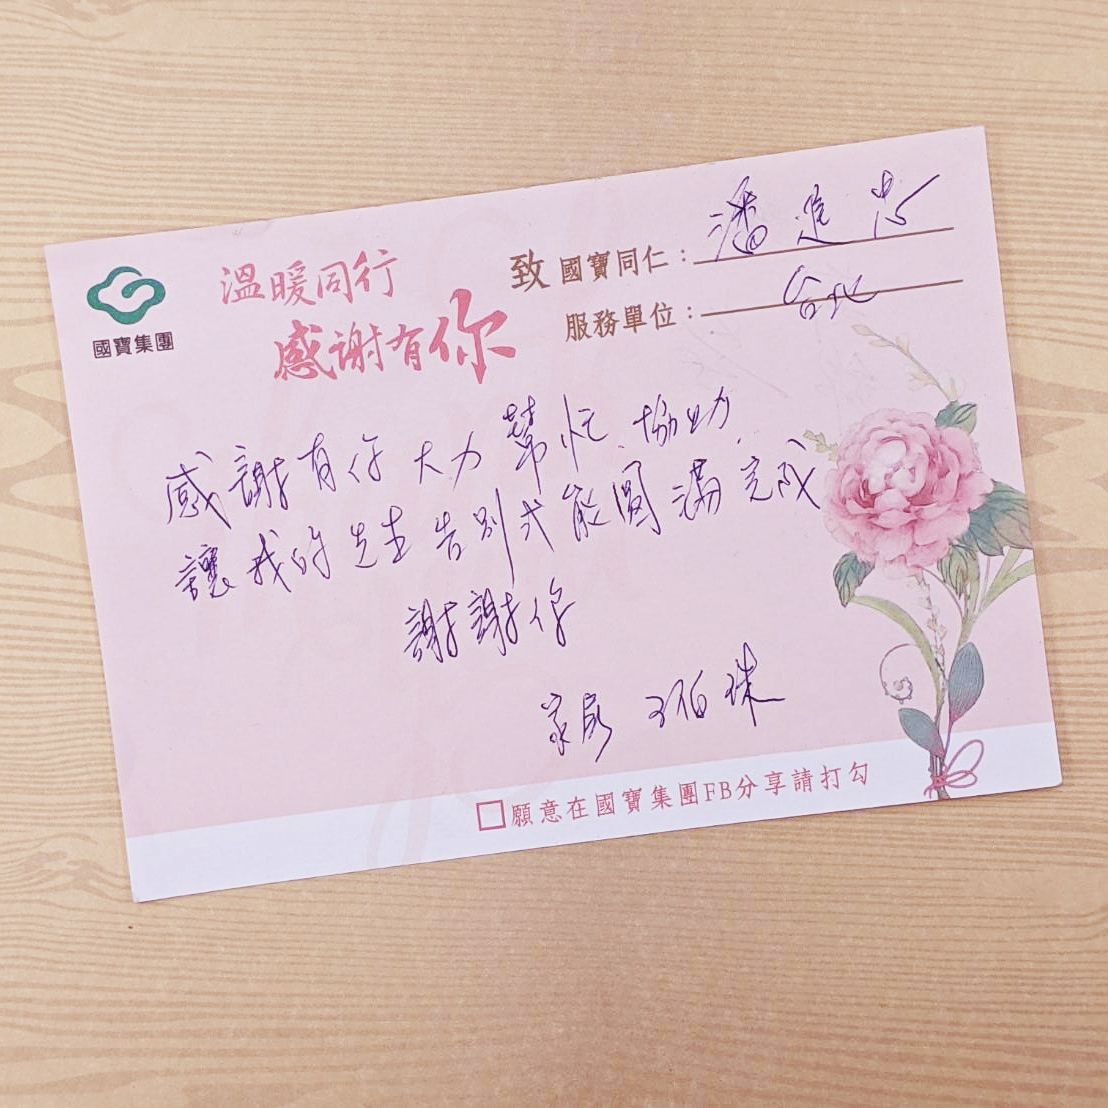 國寶集團
溫暖同行
感謝有你
致 國寶同仁：潘進忠
服務單位：台北
感謝有你大力幫忙、協助，
讓我的先生告別式能圓滿完成
謝謝你
家屬 王珠
□願意在國寶集團FB分享請打勾